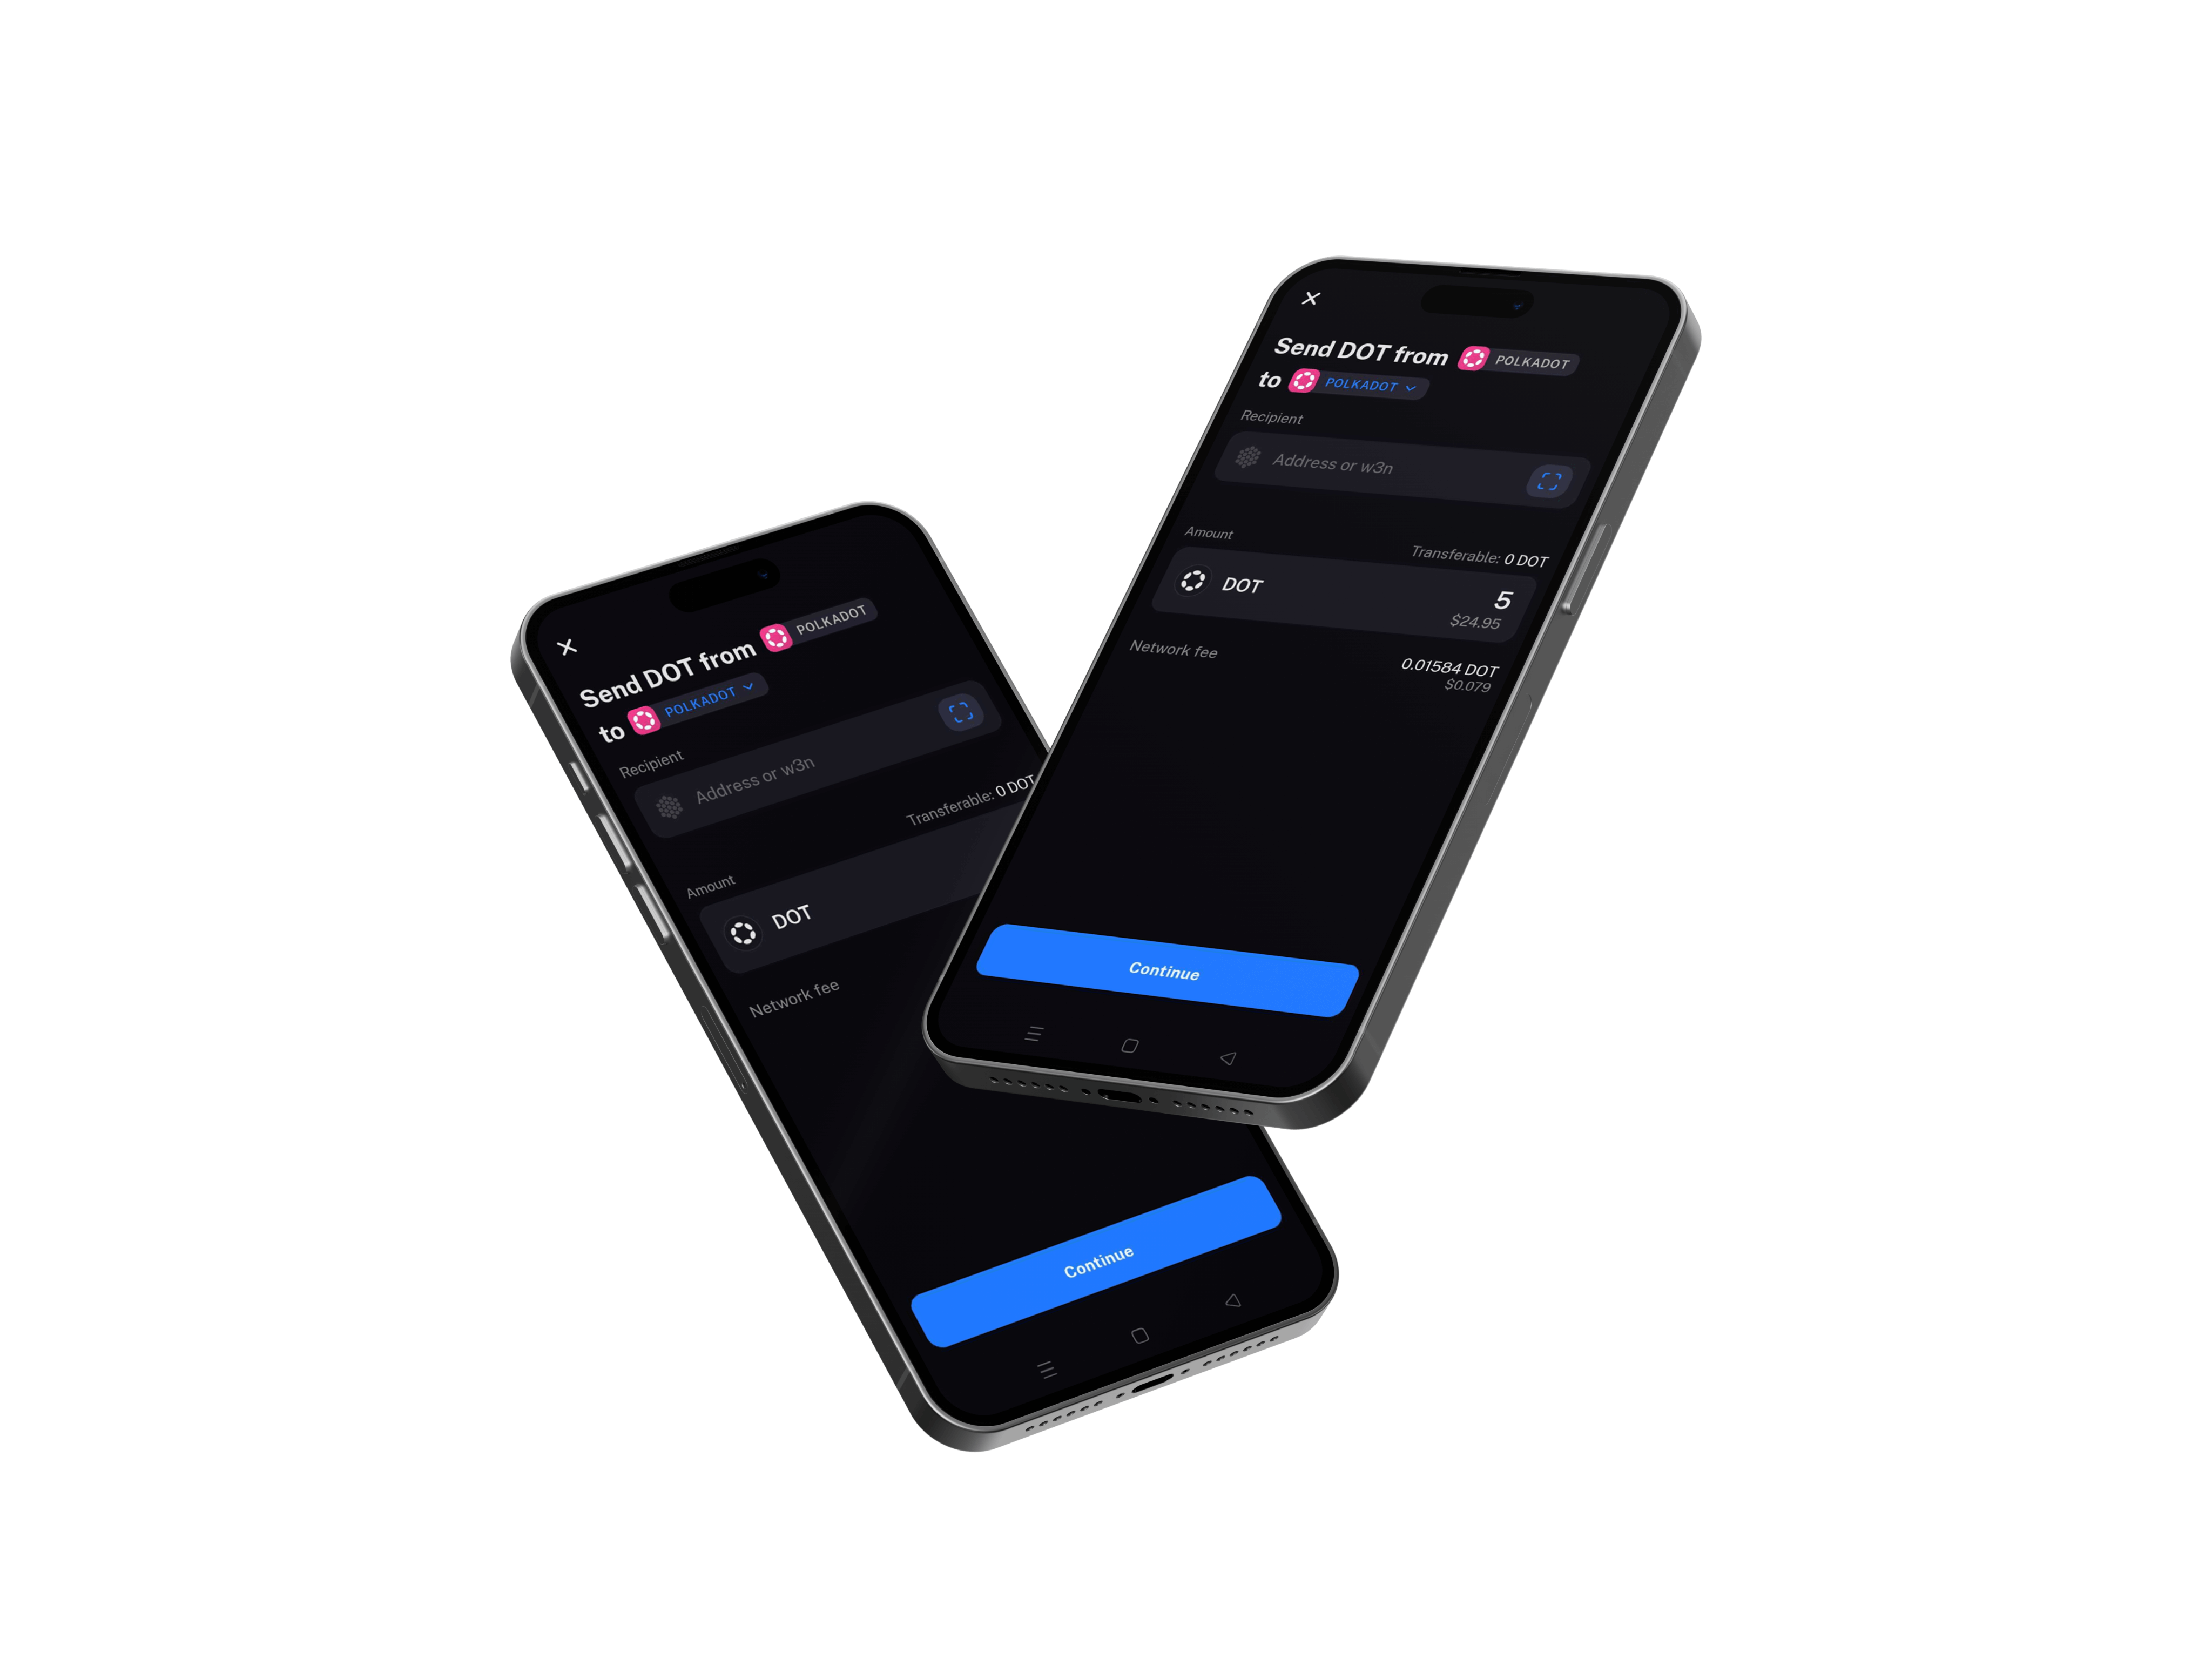 Send DOT from POLKADOT
to POLKADOT
Recipient
Address or w3n
Transferable: 0 DOT
Amount
DOT
Network fee
Continue
Send DOT from POLKADOT
to POLKADOT
Recipient
Address or w3n
Amount
Transferable: 0 DOT
DOT
5
$24.95
Network fee
0.01584 DOT
$0.079
Continue